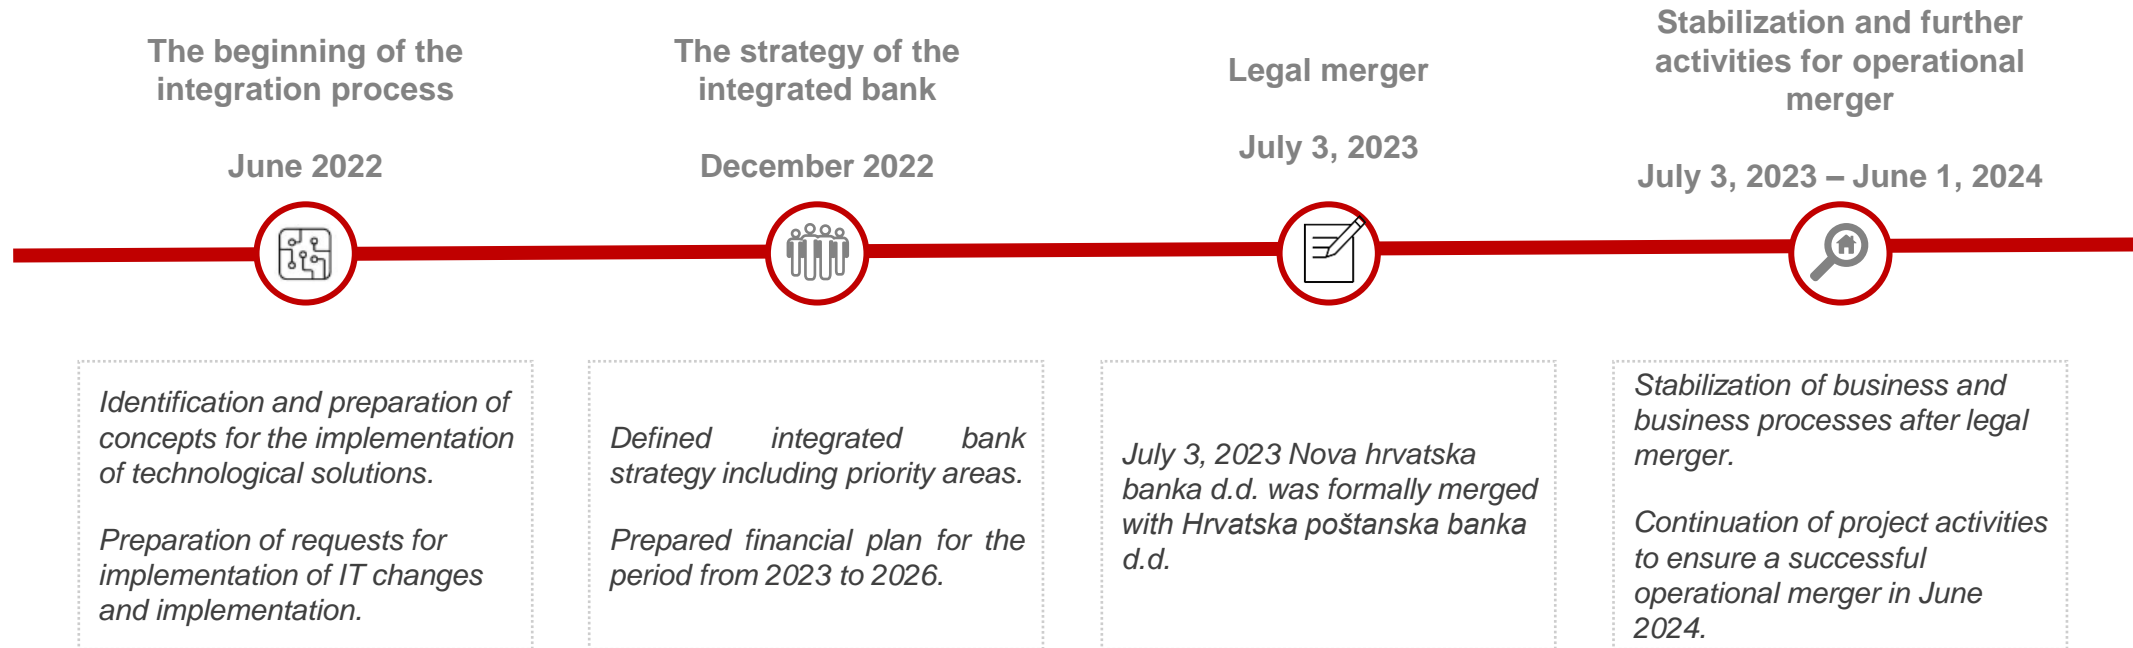 The beginning of the
integration process
June 2022
Identification and preparation of
concepts for the implementation
of technological solutions.
Preparation of requests for
implementation of IT changes
and implementation.
The strategy of the
integrated bank
December 2022
Defined integrated bank
strategy including priority areas.
Prepared financial plan for the
period from 2023 to 2026.
Legal merger
July 3, 2023
July 3, 2023 Nova hrvatska
banka d.d. was formally merged
with Hrvatska poštanska banka
d.d.
Stabilization and further
activities for operational
merger
July 3, 2023 – June 1, 2024
Stabilization of business and
business processes after legal
merger.
Continuation of project activities
to ensure a successful
operational merger in June
2024.